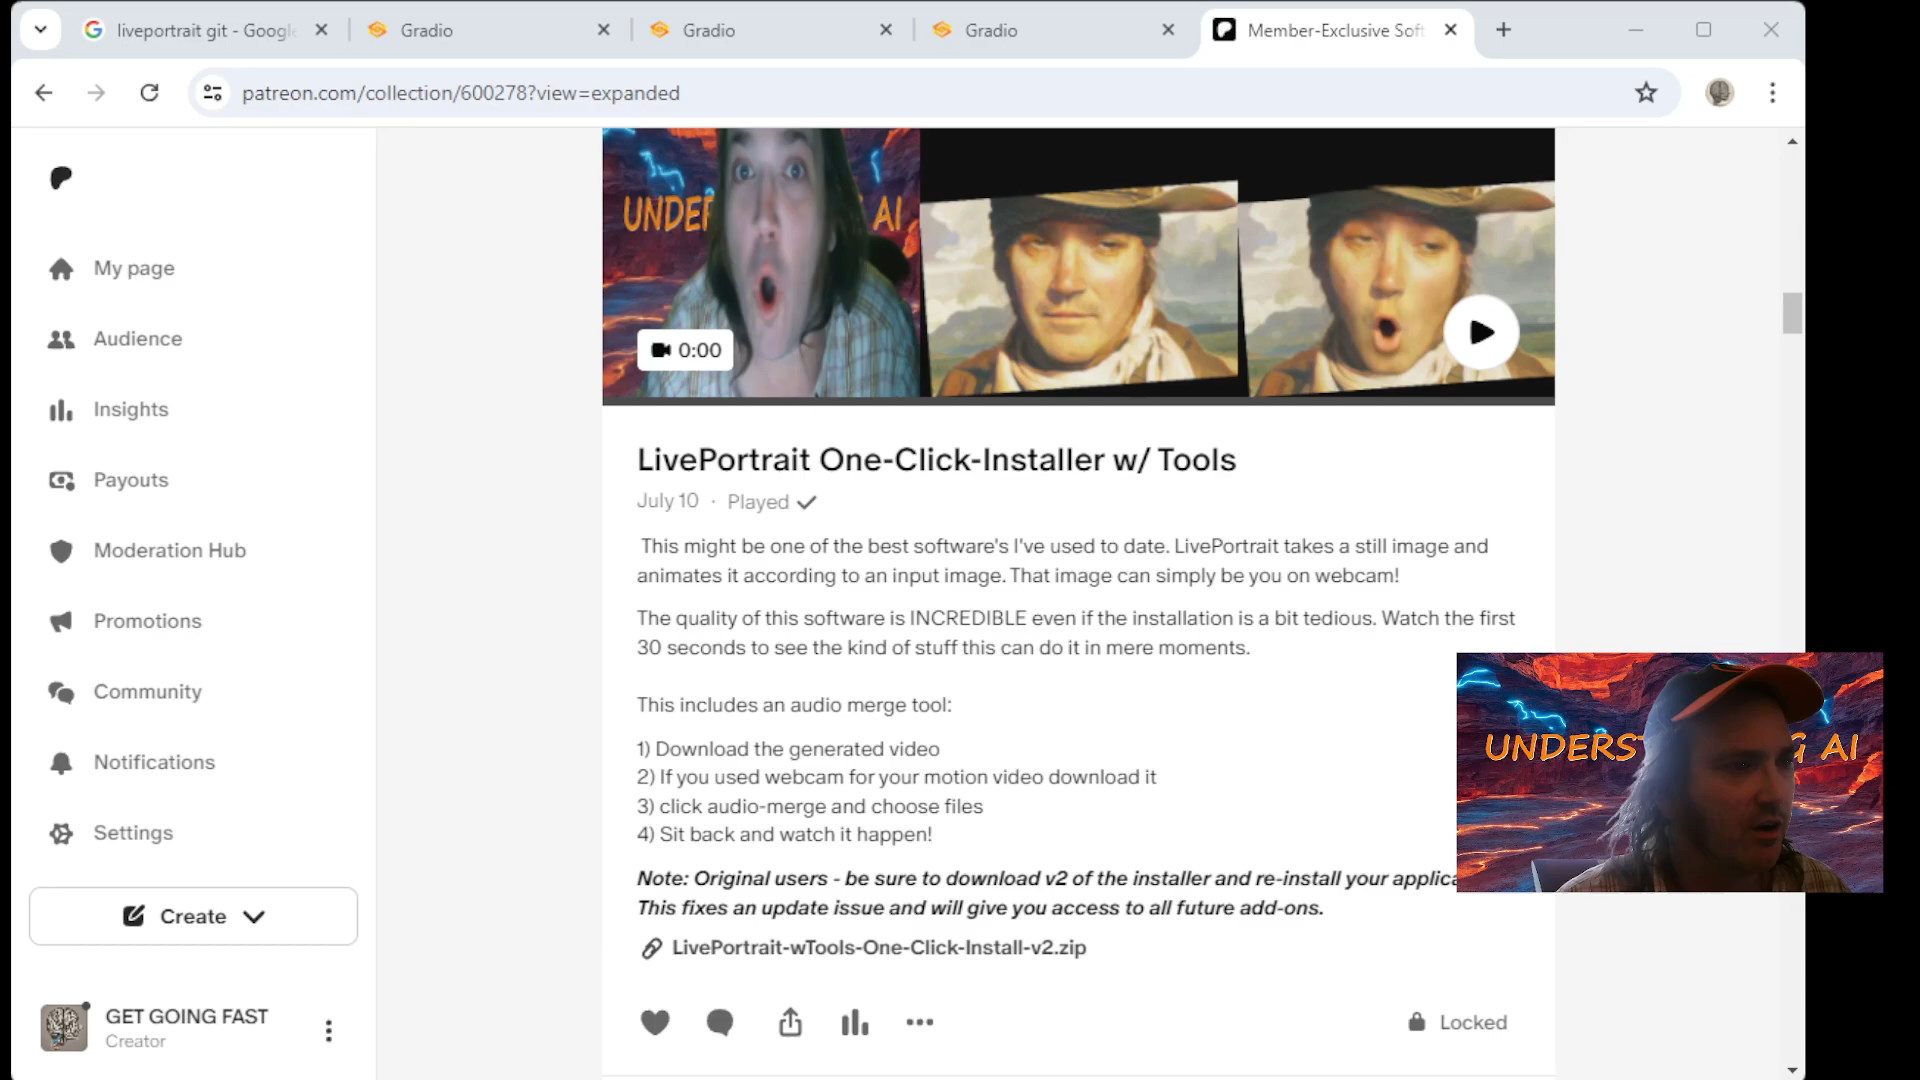 liveportrait git - Googl
Gradio
Gradio
Gradio
Member-Exclusive Soft
patreon.com/collection/600278?view=expanded
My page
Audience
Insights
Payouts
Moderation Hub
Promotions
Community
Notifications
Settings
Create
GET GOING FAST
Creator
UNDER
AI
0:00
LivePortrait One-Click-Installer w/ Tools
July 10 · Played
This might be one of the best software's I've used to date. LivePortrait takes a still image and
animates it according to an input image. That image can simply be you on webcam!
The quality of this software is INCREDIBLE even if the installation is a bit tedious. Watch the first
30 seconds to see the kind of stuff this can do it in mere moments.
This includes an audio merge tool:
1) Download the generated video
2) If you used webcam for your motion video download it
3) click audio-merge and choose files
4) Sit back and watch it happen!
Note: Original users - be sure to download v2 of the installer and re-install your applica
This fixes an update issue and will give you access to all future add-ons.
LivePortrait-wTools-One-Click-Install-v2.zip
Locked
UNDERST G AI